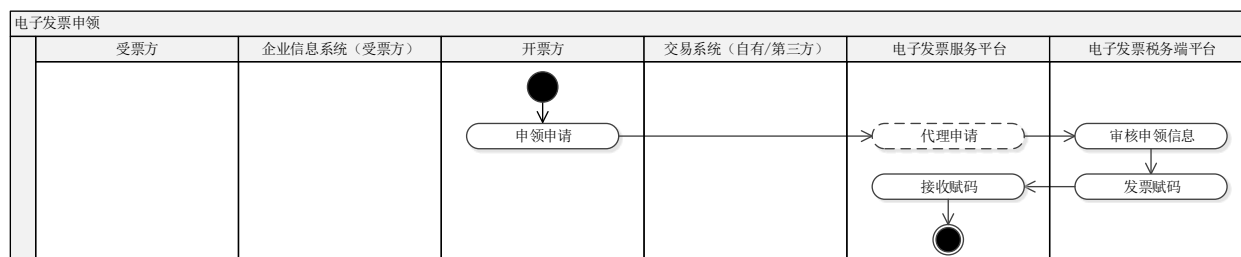 电子发票申领
受票方
企业信息系统（受票方）
开票方
交易系统（自有/第三方）
电子发票服务平台
电子发票税务端平台
申领申请
代理申请
审核申领信息
接收赋码
发票赋码